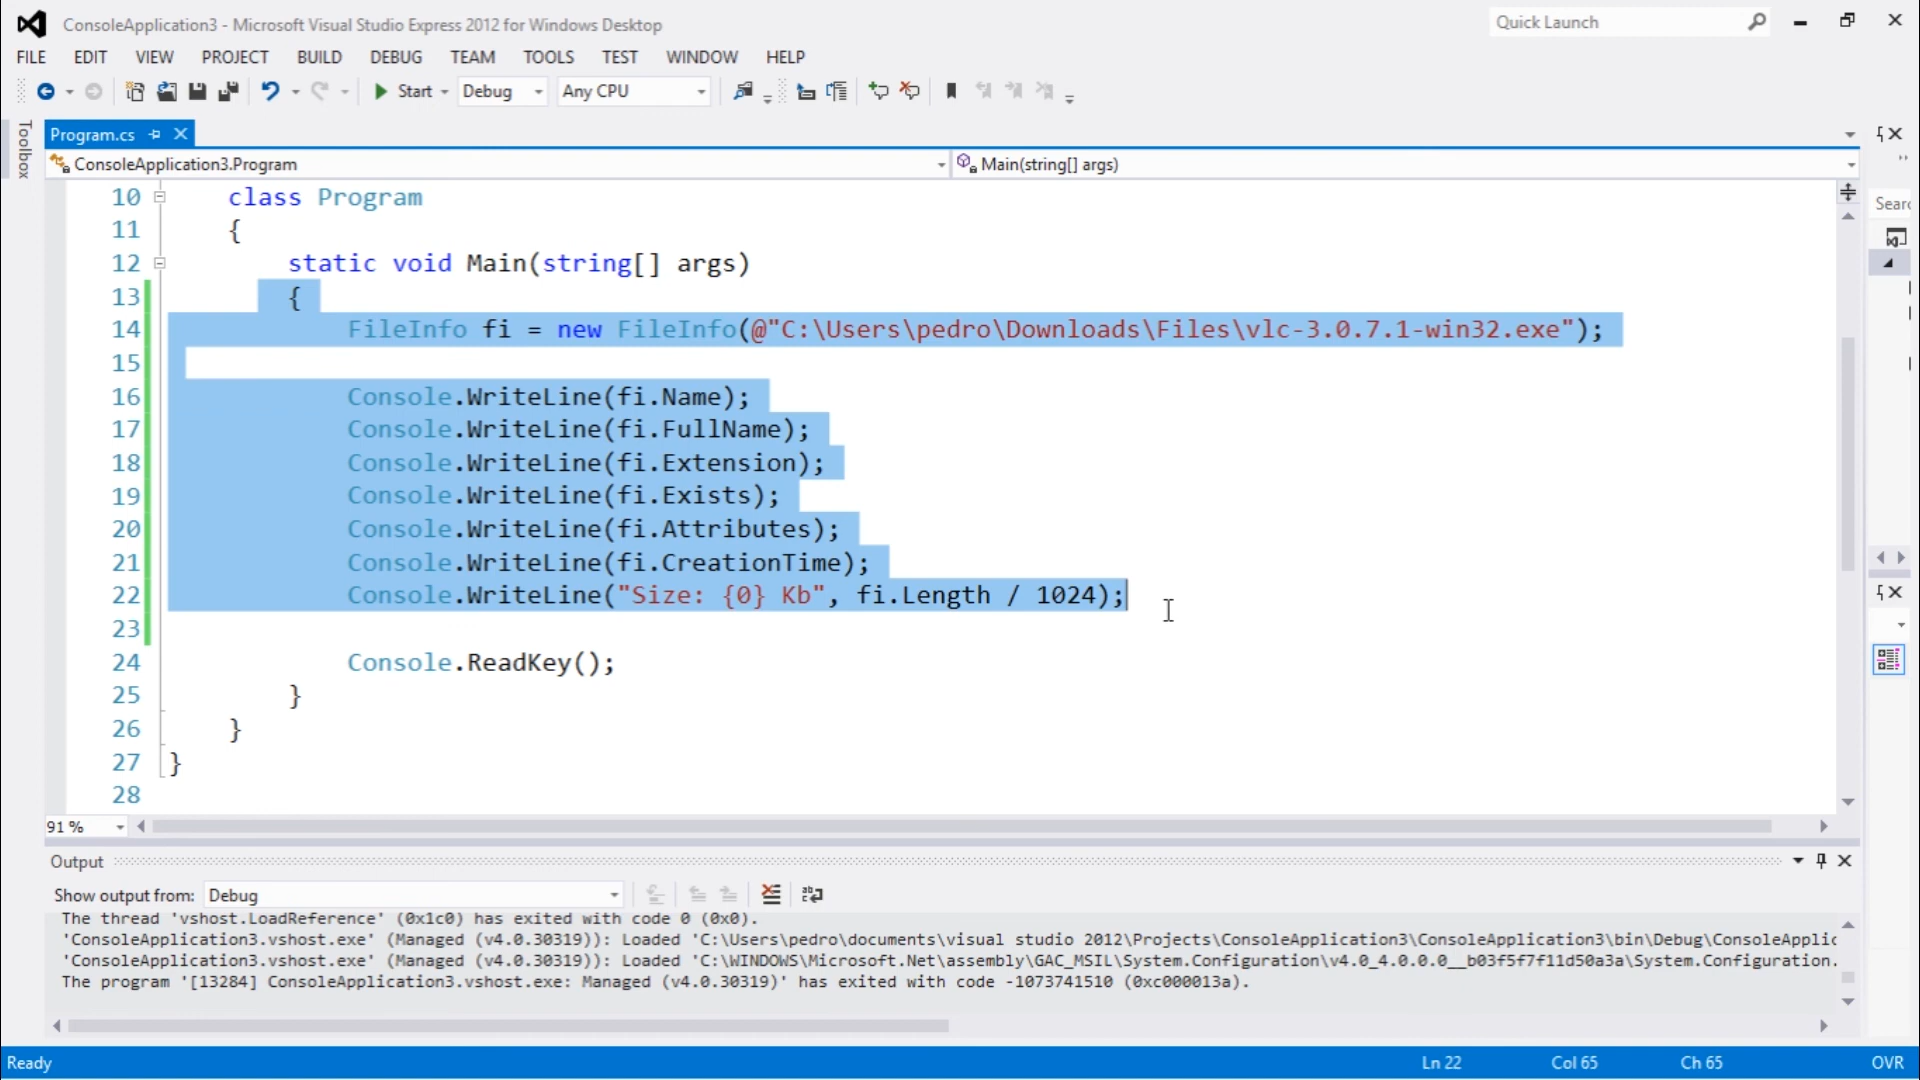 ConsoleApplication3 - Microsoft Visual Studio Express 2012 for Windows Desktop
Quick Launch
FILE EDIT VIEW PROJECT BUILD DEBUG TEAM TOOLS TEST WINDOW HELP
Start Debug Any CPU
Toolbox
Program.cs
ConsoleApplication3.Program
Main(string[] args)
10 class Program
11 {
12 static void Main(string[] args)
13 {
14 FileInfo fi = new FileInfo(@"C:\Users\pedro\Downloads\Files\vlc-3.0.7.1-win32.exe");
15
16 Console.WriteLine(fi.Name);
17 Console.WriteLine(fi.FullName);
18 Console.WriteLine(fi.Extension);
19 Console.WriteLine(fi.Exists);
20 Console.WriteLine(fi.Attributes);
21 Console.WriteLine(fi.CreationTime);
22 Console.WriteLine("Size: {0} Kb", fi.Length / 1024);
23
24 Console.ReadKey();
25 }
26 }
27 }
28
Sear
91 %
Output
Show output from: Debug
The thread 'vshost.LoadReference' (0x1c0) has exited with code 0 (0x0).
'ConsoleApplication3.vshost.exe' (Managed (v4.0.30319)): Loaded 'C:\Users\pedro\documents\visual studio 2012\Projects\ConsoleApplication3\ConsoleApplication3\bin\Debug\ConsoleApplic
'ConsoleApplication3.vshost.exe' (Managed (v4.0.30319)): Loaded 'C:\WINDOWS\Microsoft.Net\assembly\GAC_MSIL\System.Configuration\v4.0_4.0.0.0__b03f5f7f11d50a3a\System.Configuration.
The program '[13284] ConsoleApplication3.vshost.exe: Managed (v4.0.30319)' has exited with code -1073741510 (0xc000013a).
Ready
Ln 22 Col 65 Ch 65 OVR